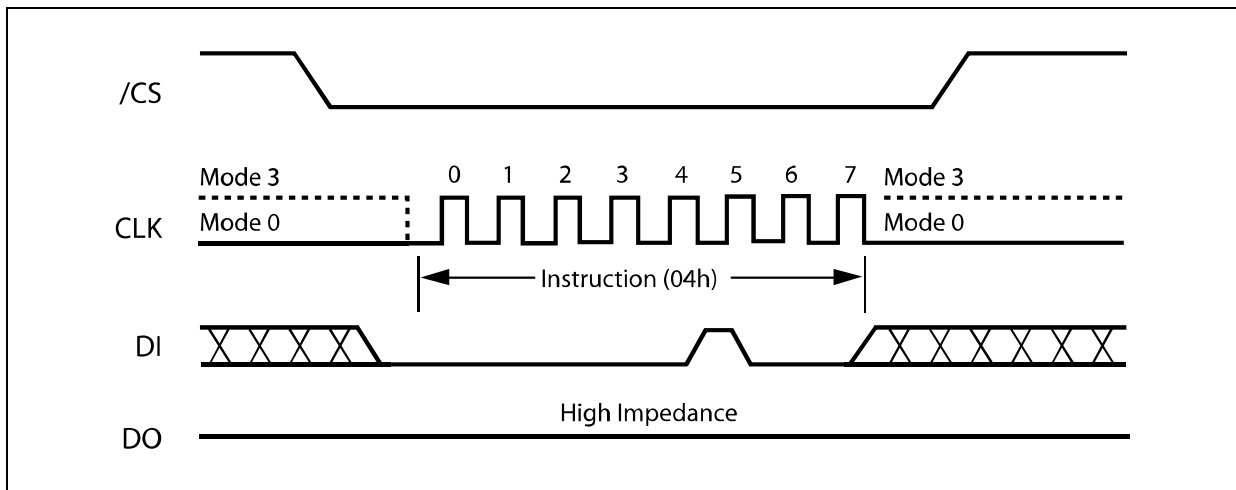 /CS
Mode 3
0 1 2 3 4 5 6 7
Mode 3
CLK
Mode 0
Mode 0
Instruction (04h)
DI
High Impedance
DO